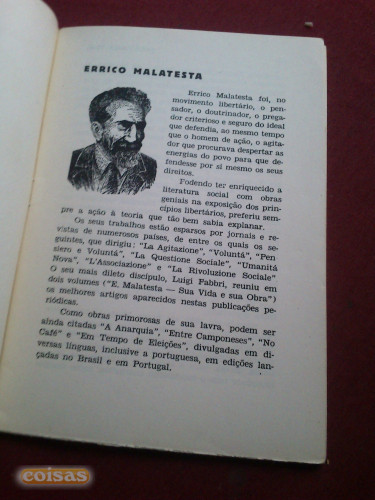 ERRICO MALATESTA
Errico Malatesta foi, no
movimento libertário, o pen-
sador, o doutrinador, o prega-
dor criterioso e seguro do ideal
que defendia, ao mesmo tempo
que o homem de ação, o agita-
dor que procurava despertar as
energias do povo para que de-
fendesse por si mesmo os seus
direitos.
Podendo ter enriquecido a
literatura social com obras
geniais na exposição dos prin-
cípios libertários, preferiu sem-
pre a ação à teoria que tão bem sabia explanar.
Os seus trabalhos estão esparsos por jornais e re-
vistas de numerosos países, de entre os quais os se-
guintes, que dirigiu: "La Agitazione", "Voluntá", "Pen
siero e Voluntá", "La Questione Sociale", "Umanitá
Nova", "L'Associazione" e "La Rivoluzione Sociale"
O seu mais dileto discípulo, Luigi Fabbri, reuniu em
dois volumes ("E. Malatesta — Sua Vida e sua Obra")
os melhores artigos aparecidos nestas publicações pe-
riódicas.
Como obras primorosas de sua lavra, podem ser
ainda citadas "A Anarquia", "Entre Camponeses", "No
Café" e "Em Tempo de Eleições", divulgadas em di-
versas línguas, inclusive a portuguesa, em edições lan-
çadas no Brasil e em Portugal.
coisas